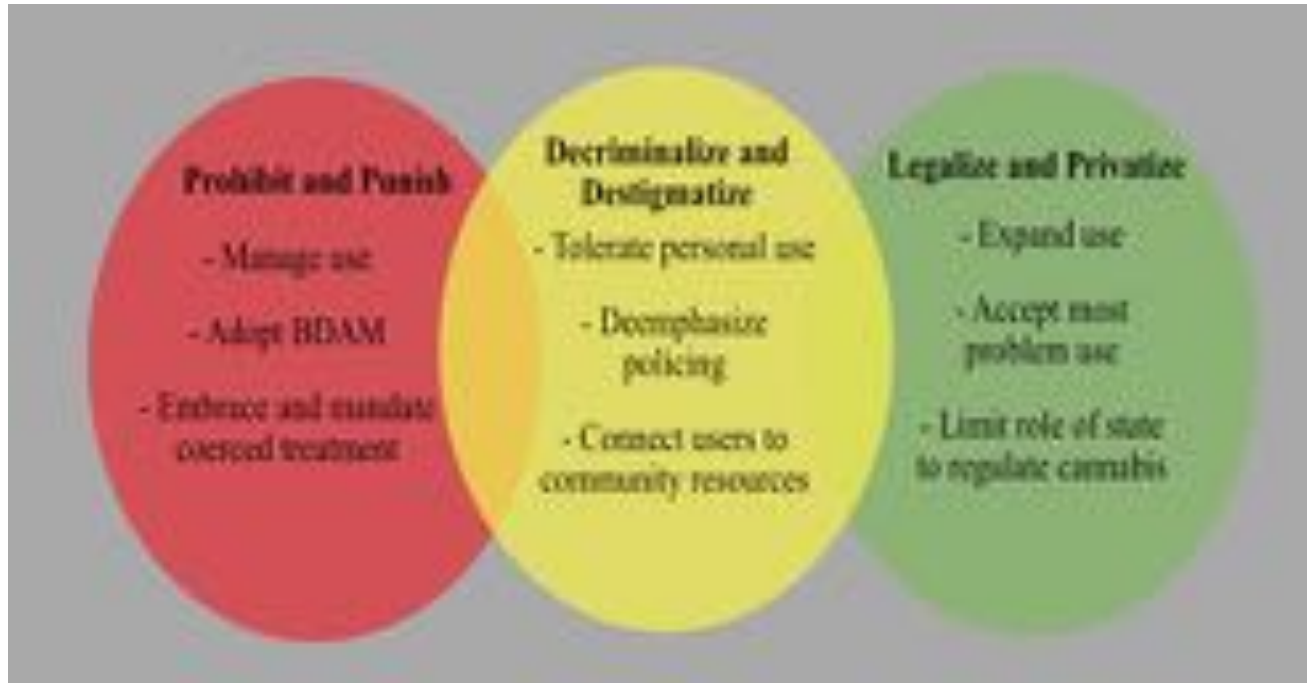 Prohibit and Punish
- Manage use
- Adopt BDAM
- Embrace and mandate
coerced treatment
Decriminalize and
Destigmatize
- Tolerate personal use
- Deemphasize
policing
- Connect users to
community resources
Legalize and Privatize
- Expand use
- Accept most
problem use
- Limit role of state
to regulate cannabis